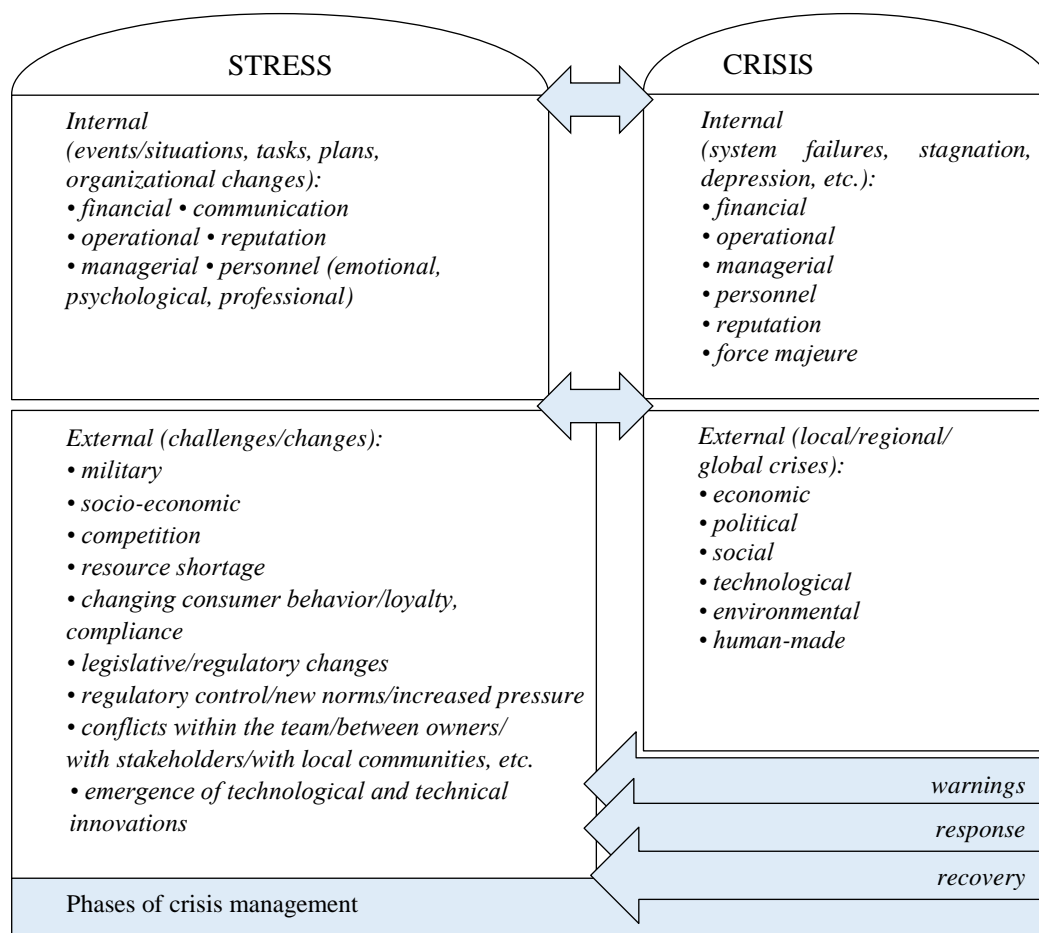 STRESS
Internal
(events/situations, tasks, plans,
organizational changes):
• financial • communication
• operational • reputation
• managerial • personnel (emotional,
psychological, professional)
CRISIS
Internal
(system failures, stagnation,
depression, etc.):
• financial
• operational
• managerial
• personnel
• reputation
• force majeure
External (challenges/changes):
• military
• socio-economic
• competition
• resource shortage
• changing consumer behavior/loyalty,
compliance
• legislative/regulatory changes
• regulatory control/new norms/increased pressure
• conflicts within the team/between owners/
with stakeholders/with local communities, etc.
• emergence of technological and technical
innovations
External (local/regional/
global crises):
• economic
• political
• social
• technological
• environmental
• human-made
warnings
response
recovery
Phases of crisis management